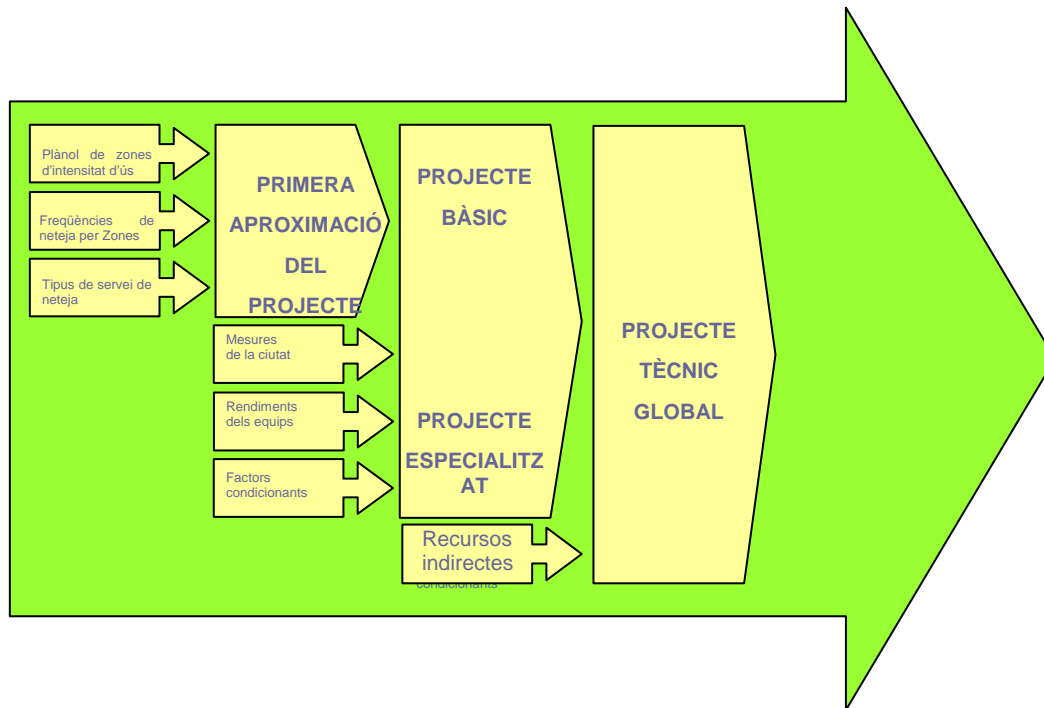 Plànol de zones
d'intensitat d'ús
Freqüències de
neteja per Zones
Tipus de servei de
neteja
PRIMERA
APROXIMACIÓ
DEL
PROJECTE
Mesures
de la ciutat
Rendiments
dels equips
Factors
condicionants
PROJECTE
BÀSIC
PROJECTE
ESPECIALITZ
AT
Recursos
indirectes
condicionants
PROJECTE
TÈCNIC
GLOBAL